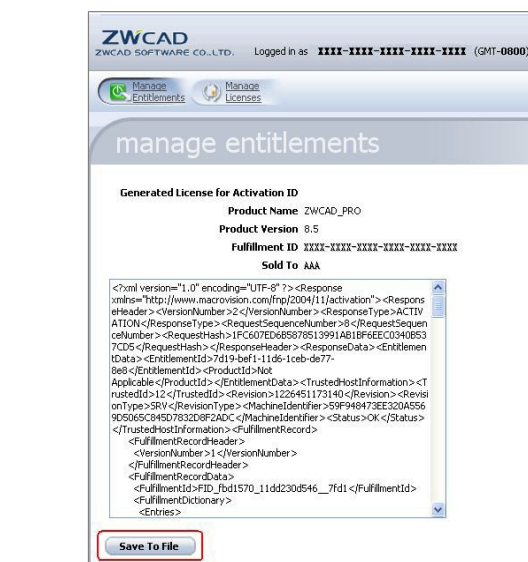 ZWCAD
ZWCAD SOFTWARE CO.,LTD.
Logged in as XXXX-XXXX-XXXX-XXXX-XXXX (GMT-0800)
Manage
Entitlements
Manage
Licenses
manage entitlements
Generated License for Activation ID
Product Name ZWCAD_PRO
Product Version 8.5
Fulfillment ID XXXX-XXXX-XXXX-XXXX-XXXX-XXXX
Sold To AAA
<?xml version="1.0" encoding="UTF-8" ?><Response
xmlns="http://www.macrovision.com/fnp/2004/11/activation"><Respons
eHeader><VersionNumber>2</VersionNumber><ResponseType>ACTIV
ATION</ResponseType><RequestSequenceNumber>8</RequestSequen
ceNumber><RequestHash>1FC607ED6B5878513991AB1BF6EEC0340B53
7CD5</RequestHash></ResponseHeader><ResponseData><Entitlemen
tData><EntitlementId>7d19-bef1-11d6-1ceb-de77-
8e8</EntitlementId><ProductId>Not
Applicable</ProductId></EntitlementData><TrustedHostInformation><T
rustedId>12</TrustedId><Revision>1226451173140</Revision><Revisi
onType>SRV</RevisionType><MachineIdentifier>59F948473EE320A556
9D5065C845D7832D8F2ADC</MachineIdentifier><Status>OK</Status>
</TrustedHostInformation><FulfillmentRecord>
<FulfillmentRecordHeader>
<VersionNumber>1</VersionNumber>
</FulfillmentRecordHeader>
<FulfillmentRecordData>
<FulfillmentId>FID_fbd1570_11dd230d546__7fd1</FulfillmentId>
<FulfillmentDictionary>
<Entries>
Save To File